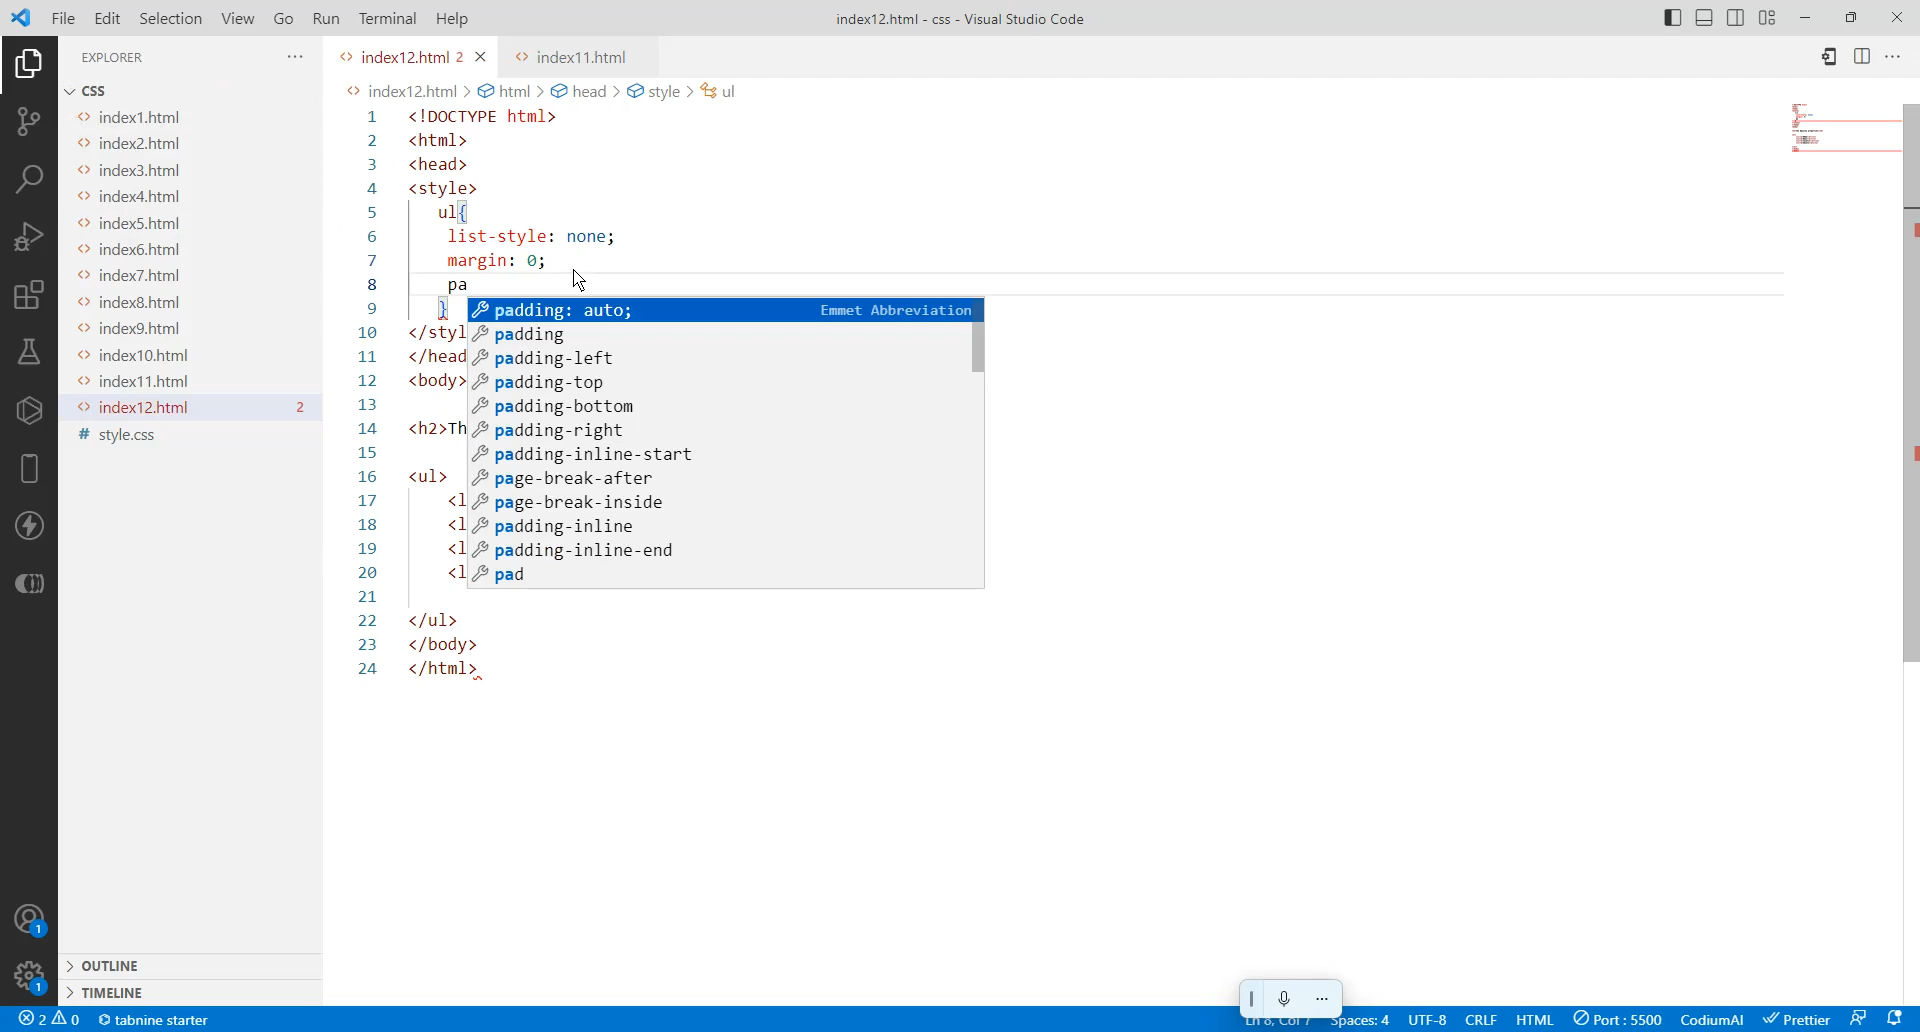 File Edit Selection View Go Run Terminal Help
index12.html - css - Visual Studio Code
EXPLORER
index12.html 2
index11.html
CSS
index12.html > html > head > style > ul
index1.html
index2.html
index3.html
index4.html
index5.html
index6.html
index7.html
index8.html
index9.html
index10.html
index11.html
index12.html 2
# style.css
1 <!DOCTYPE html>
2 <html>
3 <head>
4 <style>
5 ul{
6 list-style: none;
7 margin: 0;
8 pa
9 }
10 </styl
11 </head
12 <body>
13
14 <h2>Th
15
16 <ul>
17 <l
18 <l
19 <l
20 <l
21
22 </ul>
23 </body>
24 </html>
padding: auto; Emmet Abbreviation
padding
padding-left
padding-top
padding-bottom
padding-right
padding-inline-start
page-break-after
page-break-inside
padding-inline
padding-inline-end
pad
1
1
OUTLINE
TIMELINE
2 0 tabnine starter
Ln 8, Col 7 Spaces: 4 UTF-8 CRLF HTML Port : 5500 CodiumAI Prettier